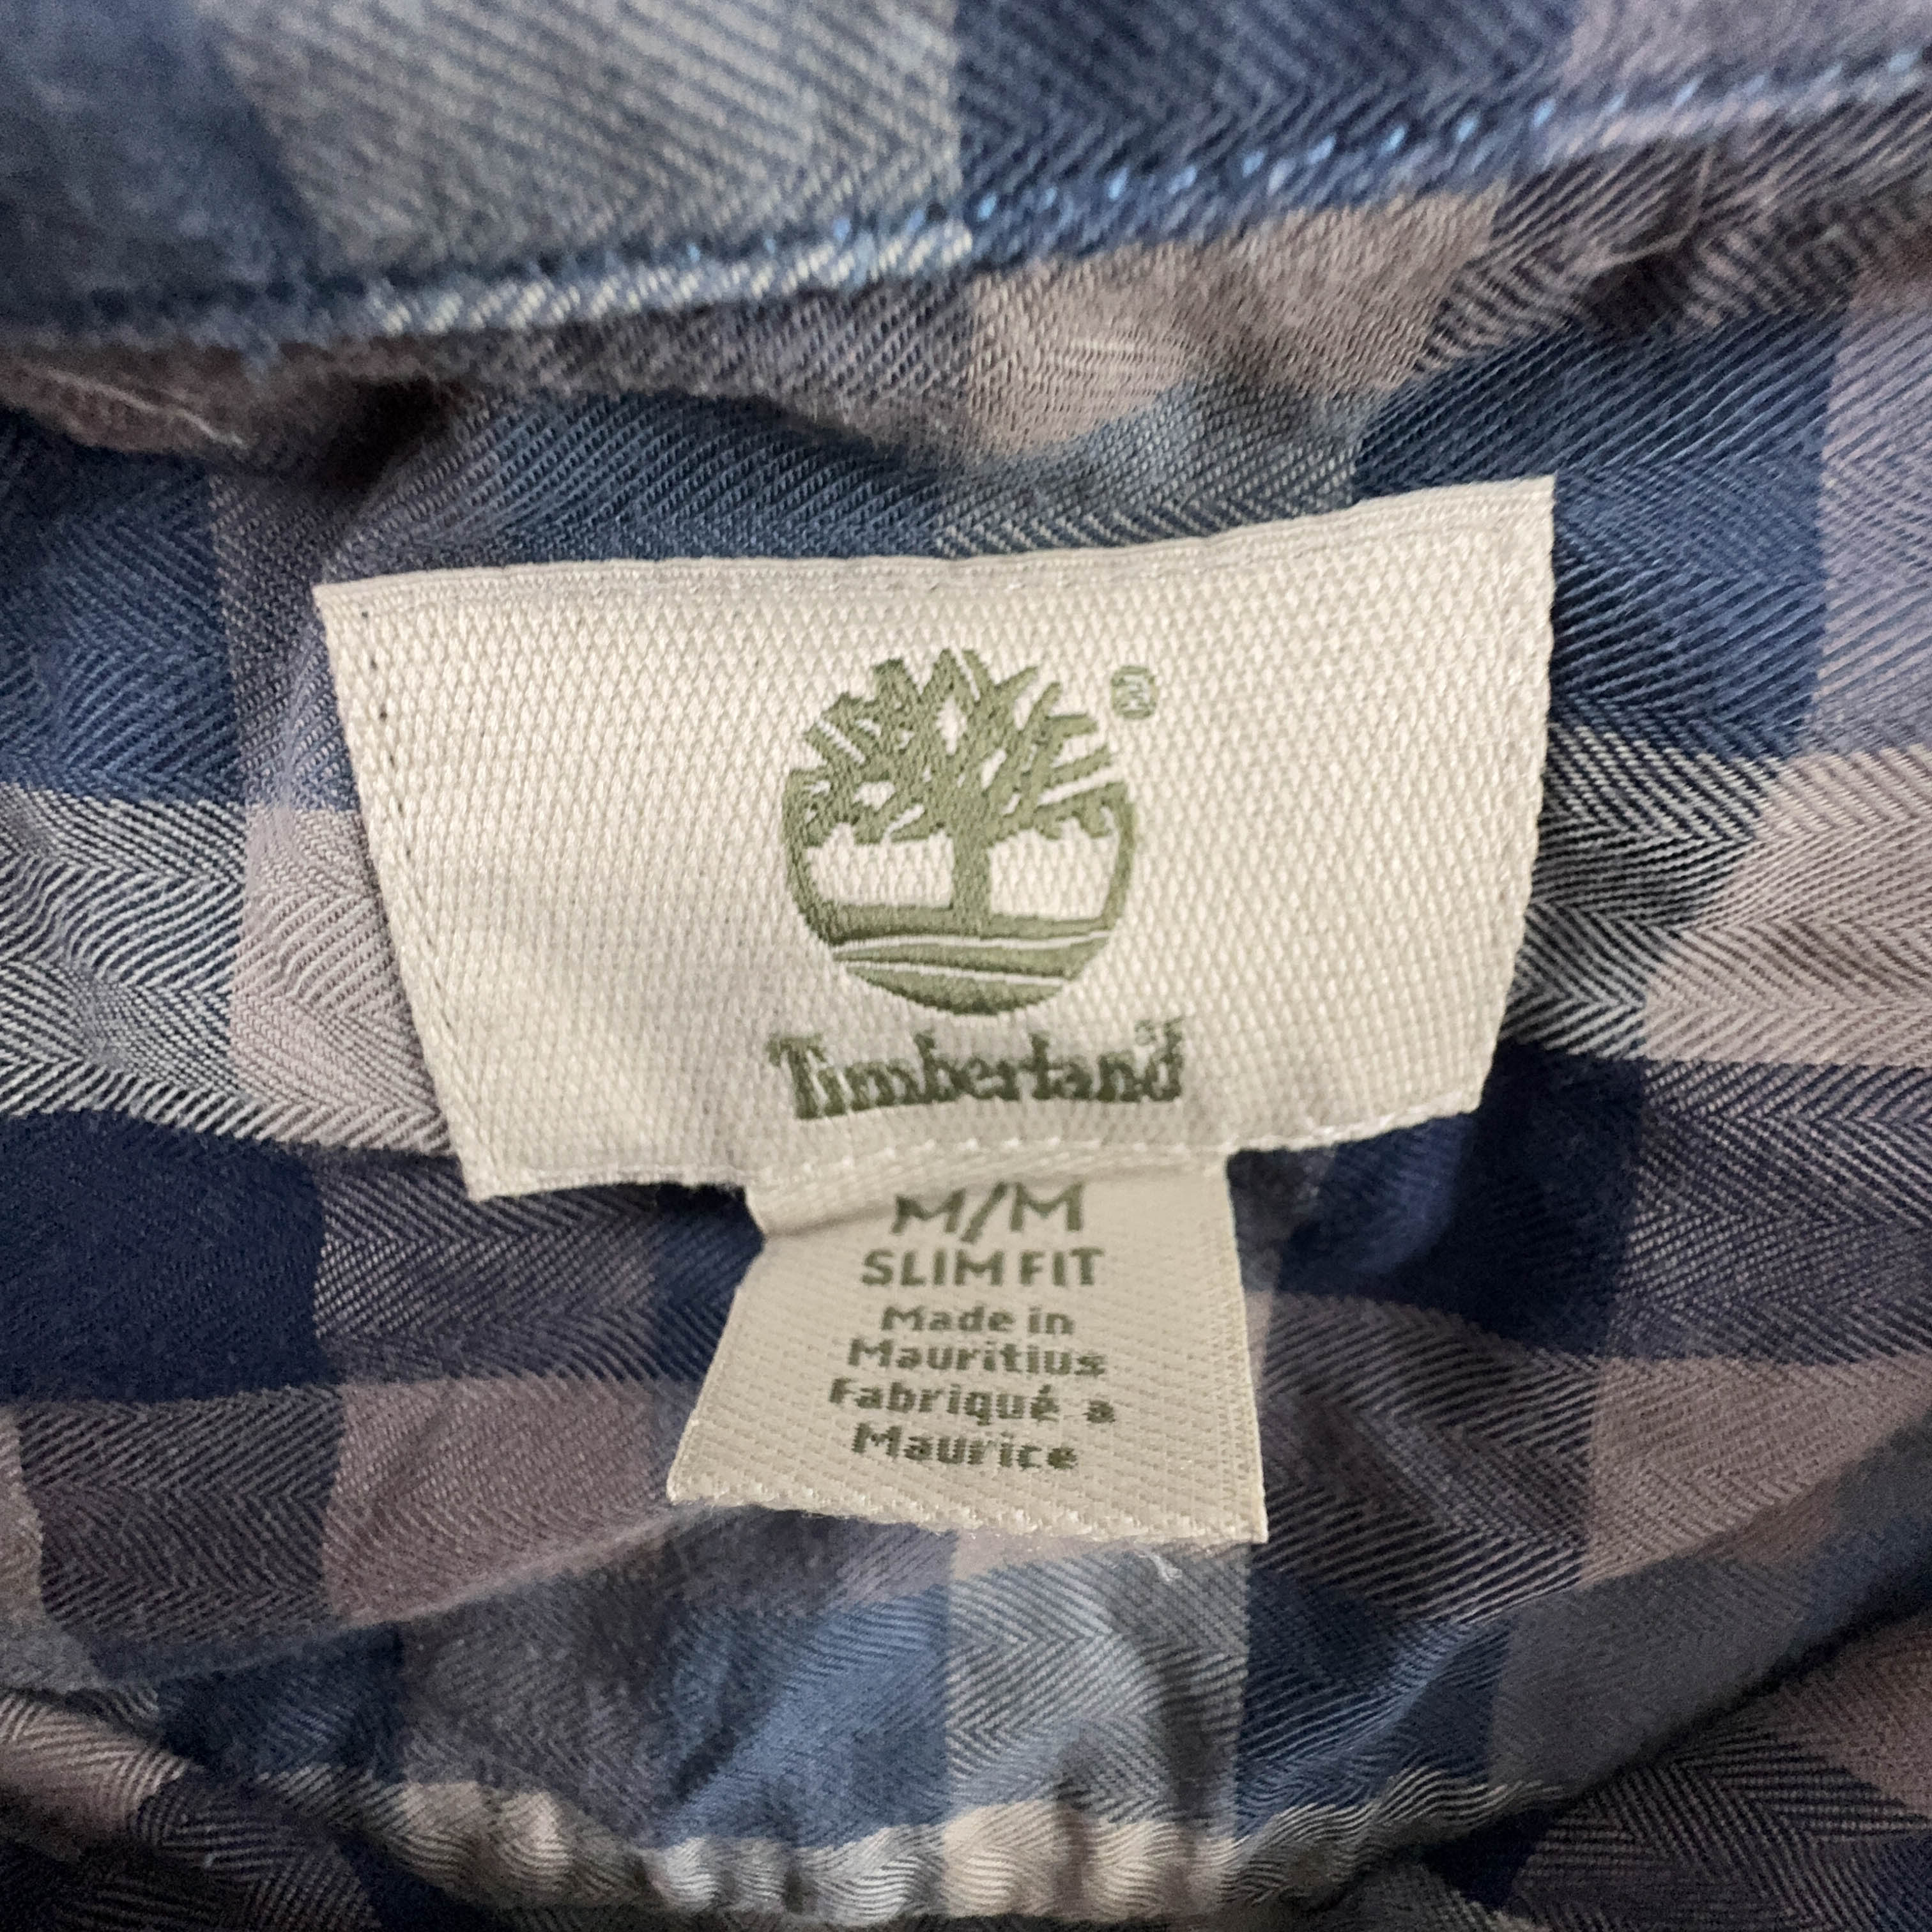 ®
Timberland
M/M
SLIM FIT
Made in
Mauritius
Fabriqué a
Maurice